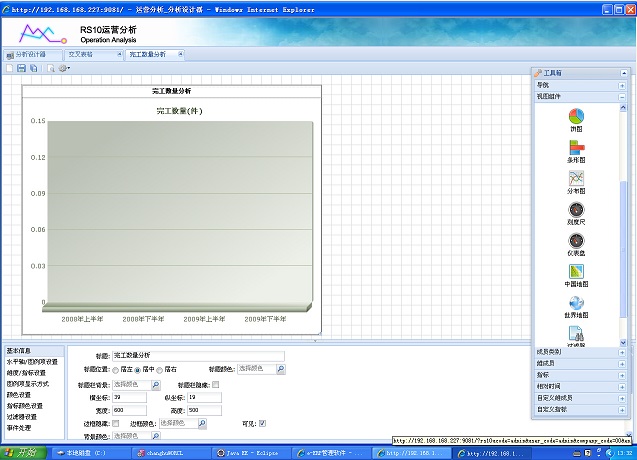 http://192.168.168.227:9081/ - 运营分析_分析设计器 - Windows Internet Explorer
RS10运营分析
Operation Analysis
分析设计器 交叉表格 完工数量分析
完工数量分析
完工数量(件)
0.15
0.12
0.09
0.06
0.03
0
2008年上半年 2008年下半年 2009年上半年 2009年下半年
工具箱
导航
视图组件
饼图
条形图
分布图
刻度尺
仪表盘
中国地图
世界地图
过滤器
成员类别
维成员
指标
相对时间
自定义维成员
自定义指标
基本信息
水平轴/图例项设置
维度/指标设置
图例项显示方式
颜色设置
指标颜色设置
过滤器设置
事件处理
标题: 完工数量分析
标题位置: 居左 居中 居右 标题颜色: 选择颜色
标题栏背景: 选择颜色 标题栏隐藏:
横坐标: 39 纵坐标: 19
宽度: 600 高度: 500
边框隐藏: 边框颜色: 选择颜色 可见:
背景颜色: 选择颜色
开始 本地磁盘 (C:) Java EE - Eclipse e-ERP管理软件 - http://192.168.1... http://192.168.1... 13:32